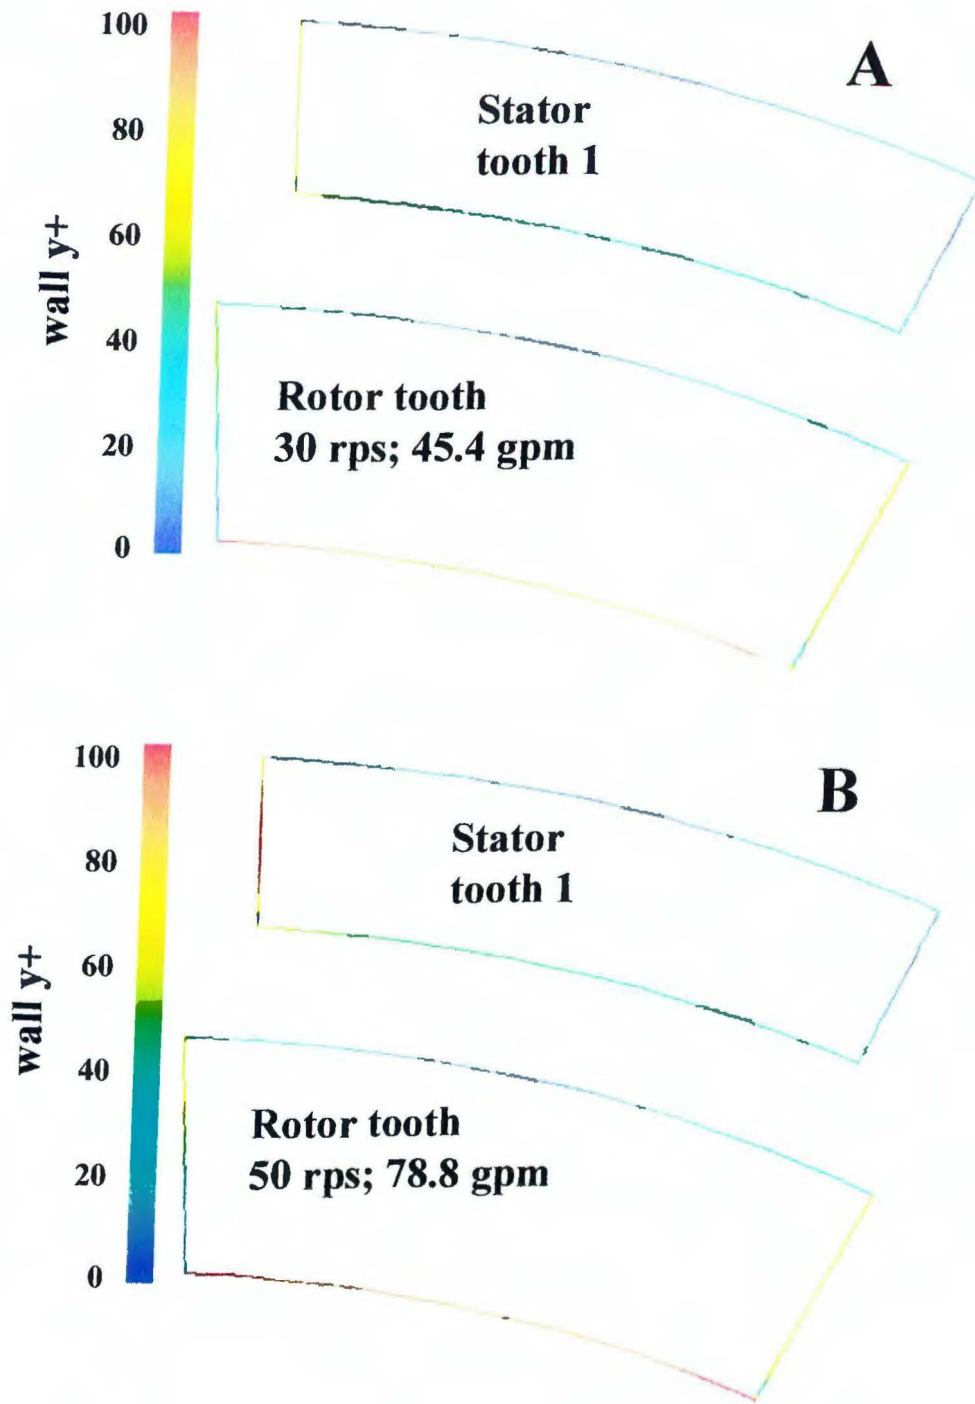 A
100
80
60
40
20
0
wall y+
Stator
tooth 1
Rotor tooth
30 rps; 45.4 gpm
B
100
80
60
40
20
0
wall y+
Stator
tooth 1
Rotor tooth
50 rps; 78.8 gpm